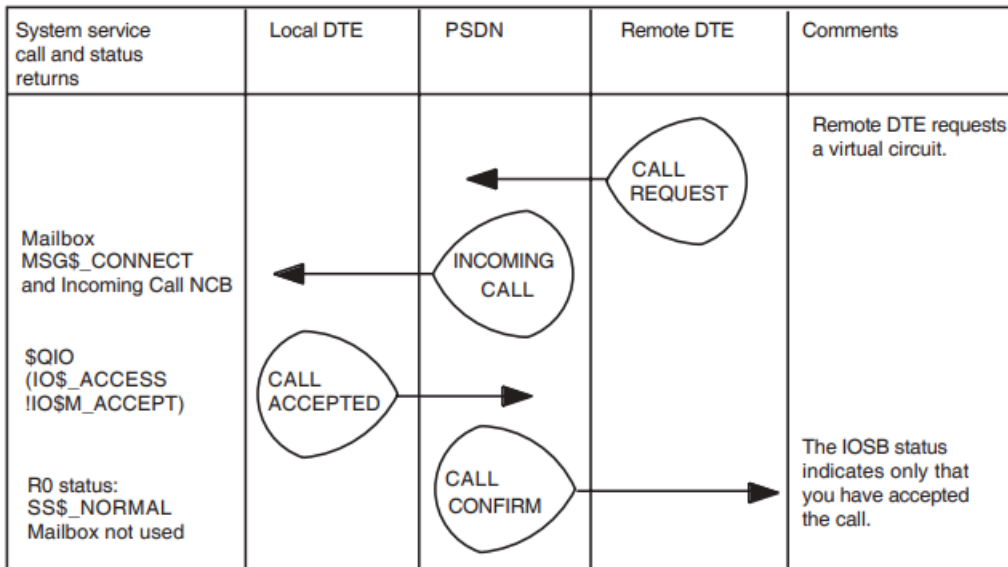 System service
call and status
returns
Local DTE
PSDN
Remote DTE
Comments
Remote DTE requests
a virtual circuit.
CALL
REQUEST
Mailbox
MSG$_CONNECT
and Incoming Call NCB
INCOMING
CALL
$QIO
(IO$_ACCESS
!IO$M_ACCEPT)
CALL
ACCEPTED
R0 status:
SS$_NORMAL
Mailbox not used
CALL
CONFIRM
The IOSB status
indicates only that
you have accepted
the call.